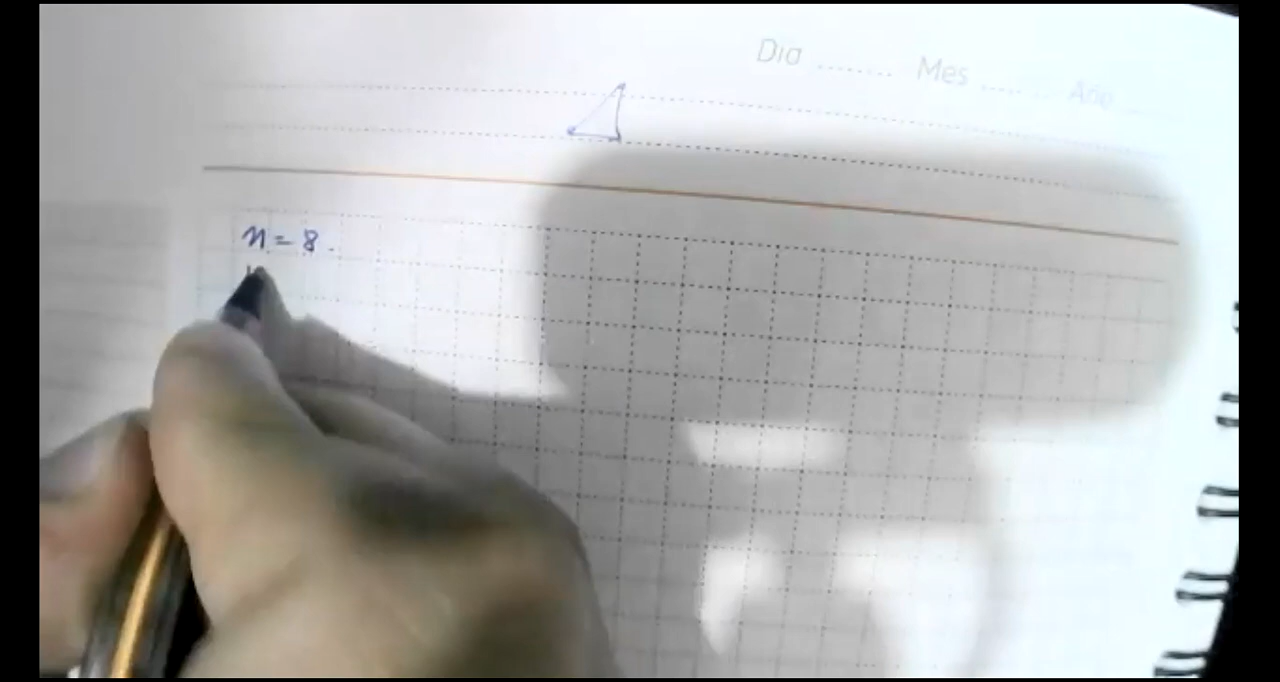 Dia ........ Mes ........ Año
n = 8.